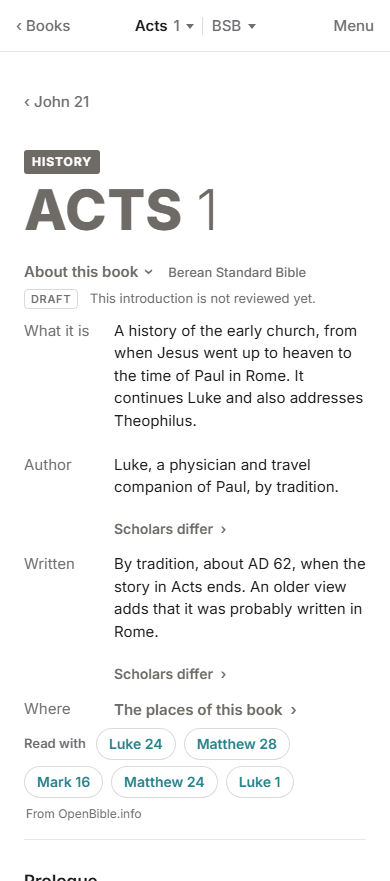 ‹ Books Acts 1 BSB Menu
‹ John 21
HISTORY
ACTS 1
About this book Berean Standard Bible
DRAFT This introduction is not reviewed yet.
What it is A history of the early church, from
when Jesus went up to heaven to
the time of Paul in Rome. It
continues Luke and also addresses
Theophilus.
Author Luke, a physician and travel
companion of Paul, by tradition.
Scholars differ ›
Written By tradition, about AD 62, when the
story in Acts ends. An older view
adds that it was probably written in
Rome.
Scholars differ ›
Where The places of this book ›
Read with Luke 24 Matthew 28
Mark 16 Matthew 24 Luke 1
From OpenBible.info
Prologue